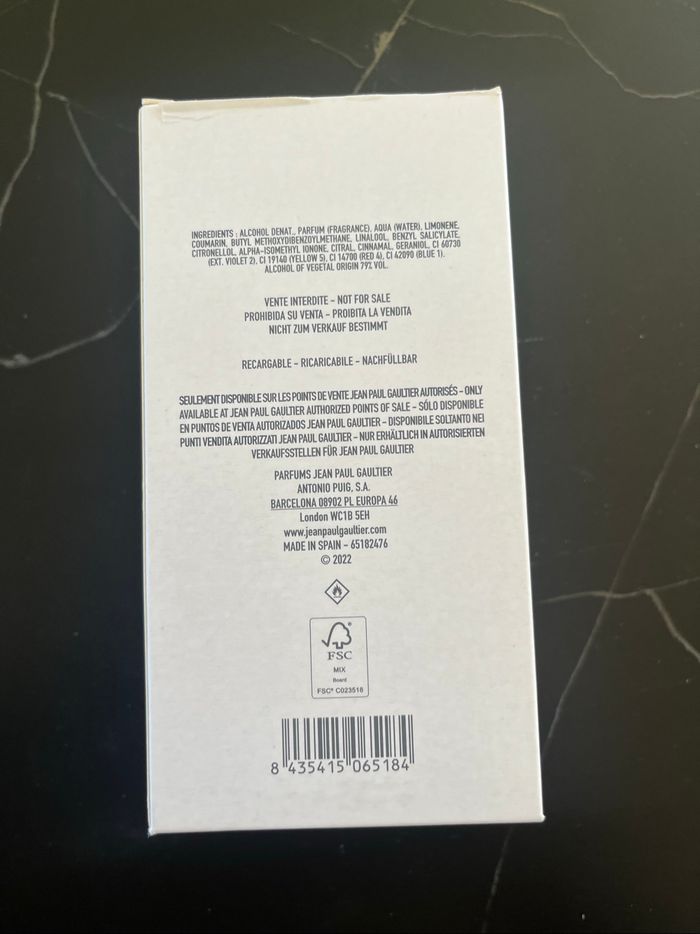 INGREDIENTS : ALCOHOL DENAT., PARFUM (FRAGRANCE), AQUA (WATER), LIMONENE,
COUMARIN, BUTYL METHOXYDIBENZOYLMETHANE, LINALOOL, BENZYL SALICYLATE,
CITRONELLOL, ALPHA-ISOMETHYL IONONE, CITRAL, CINNAMAL, GERANIOL, CI 60730
(EXT. VIOLET 2), CI 19140 (YELLOW 5), CI 14700 (RED 4), CI 42090 (BLUE 1).
ALCOHOL OF VEGETAL ORIGIN 79% VOL.
VENTE INTERDITE – NOT FOR SALE
PROHIBIDA SU VENTA – PROIBITA LA VENDITA
NICHT ZUM VERKAUF BESTIMMT
RECARGABLE – RICARICABILE – NACHFÜLLBAR
SEULEMENT DISPONIBLE SUR LES POINTS DE VENTE JEAN PAUL GAULTIER AUTORISÉS – ONLY
AVAILABLE AT JEAN PAUL GAULTIER AUTHORIZED POINTS OF SALE – SÓLO DISPONIBLE
EN PUNTOS DE VENTA AUTORIZADOS JEAN PAUL GAULTIER – DISPONIBILE SOLTANTO NEI
PUNTI VENDITA AUTORIZZATI JEAN PAUL GAULTIER – NUR ERHÄLTLICH IN AUTORISIERTEN
VERKAUFSSTELLEN FÜR JEAN PAUL GAULTIER
PARFUMS JEAN PAUL GAULTIER
ANTONIO PUIG, S.A.
BARCELONA 08902 PL EUROPA 46
London WC1B 5EH
www.jeanpaulgaultier.com
MADE IN SPAIN – 65182476
© 2022
FSC
MIX
Board
FSC® C023518
8 435415 065184